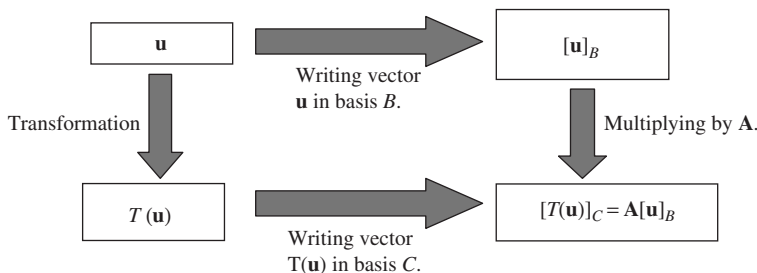 u
[u]B
Writing vector
u in basis B.
Transformation
Multiplying by A.
T (u)
[T(u)]C = A[u]B
Writing vector
T(u) in basis C.